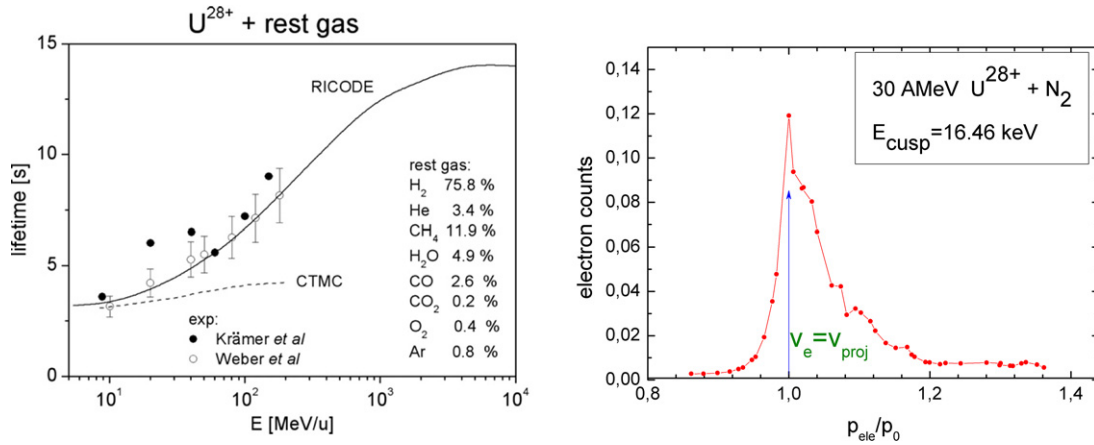 U²⁸⁺ + rest gas
15
10
5
0
lifetime [s]
RICODE
CTMC
rest gas:
H₂ 75.8 %
He 3.4 %
CH₄ 11.9 %
H₂O 4.9 %
CO 2.6 %
CO₂ 0.2 %
O₂ 0.4 %
Ar 0.8 %
exp:
Krämer et al
Weber et al
10¹ 10² 10³ 10⁴
E [MeV/u]
0,14
0,12
0,10
0,08
0,06
0,04
0,02
0,00
electron counts
30 AMeV U²⁸⁺ + N₂
E_cusp=16.46 keV
v_e=v_proj
0,8 1,0 1,2 1,4
p_ele/p₀